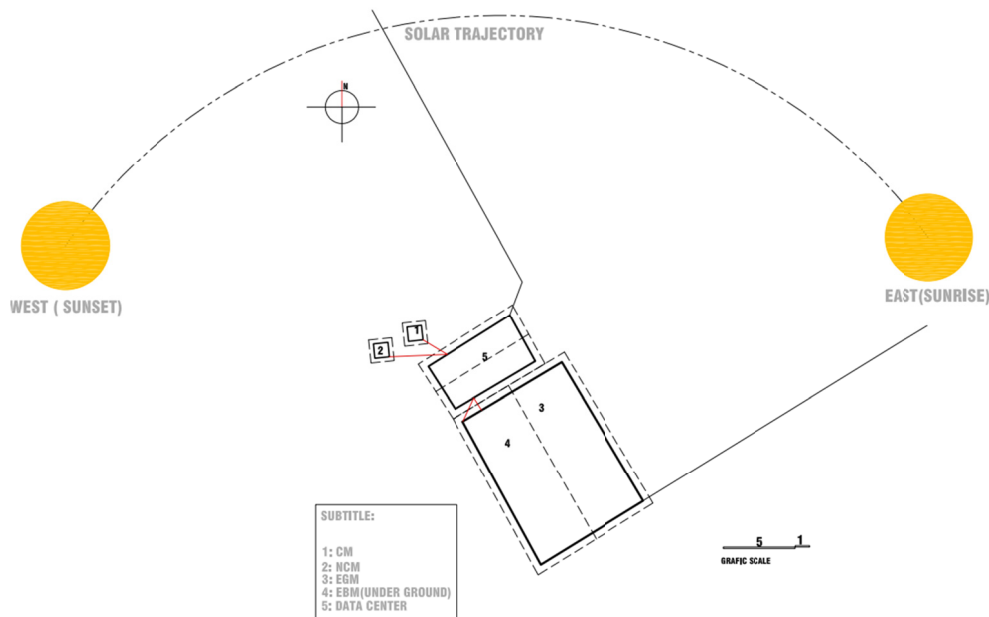 SOLAR TRAJECTORY
N
WEST ( SUNSET)
EAST(SUNRISE)
1
2
5
3
4
SUBTITLE:
1: CM
2: NCM
3: EGM
4: EBM(UNDER GROUND)
5: DATA CENTER
5 1
GRAFIC SCALE